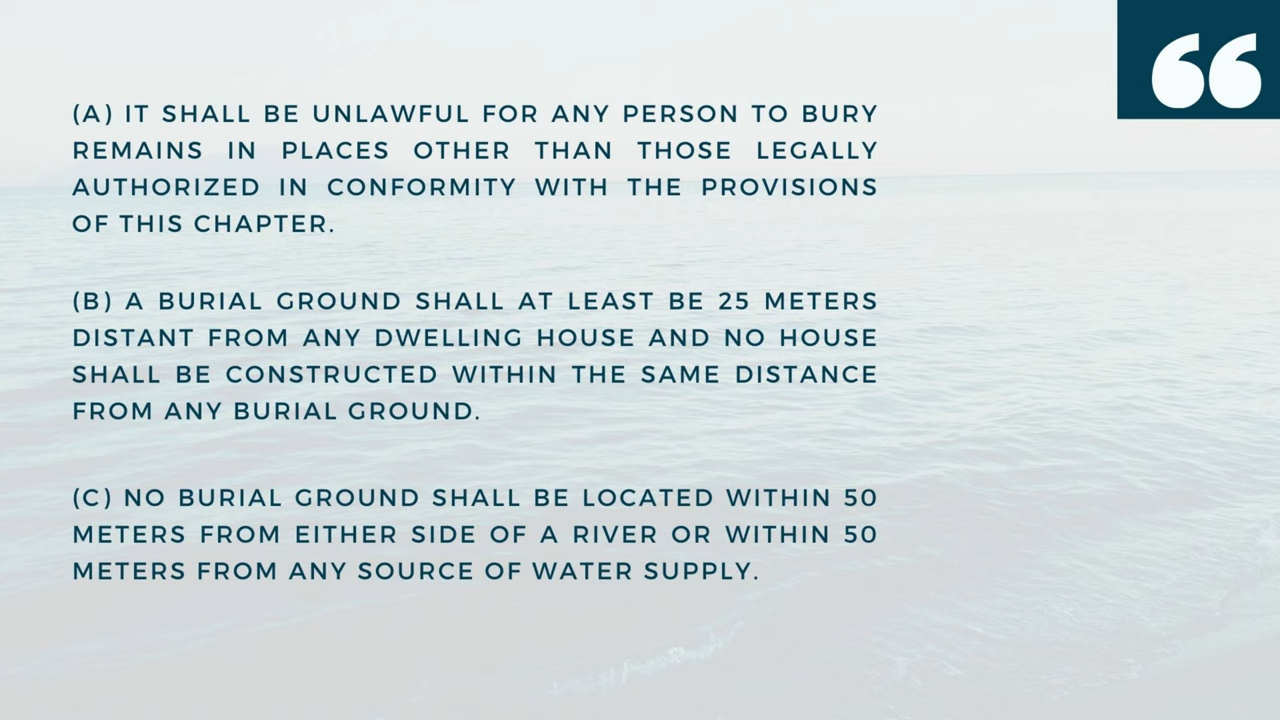 (A) IT SHALL BE UNLAWFUL FOR ANY PERSON TO BURY
REMAINS IN PLACES OTHER THAN THOSE LEGALLY
AUTHORIZED IN CONFORMITY WITH THE PROVISIONS
OF THIS CHAPTER.
(B) A BURIAL GROUND SHALL AT LEAST BE 25 METERS
DISTANT FROM ANY DWELLING HOUSE AND NO HOUSE
SHALL BE CONSTRUCTED WITHIN THE SAME DISTANCE
FROM ANY BURIAL GROUND.
(C) NO BURIAL GROUND SHALL BE LOCATED WITHIN 50
METERS FROM EITHER SIDE OF A RIVER OR WITHIN 50
METERS FROM ANY SOURCE OF WATER SUPPLY.